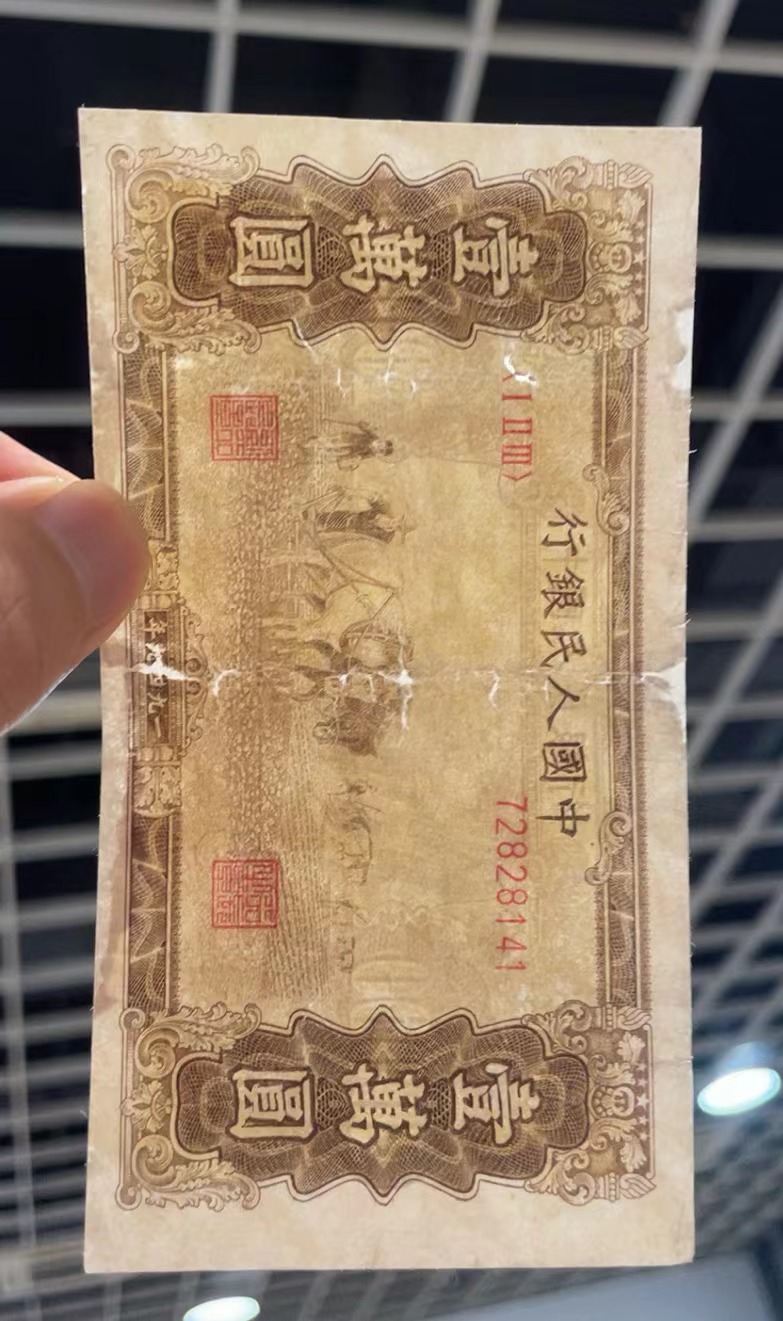 中國人民銀行
〈I II III〉
72828141
壹萬圓
壹萬圓
一九四九年